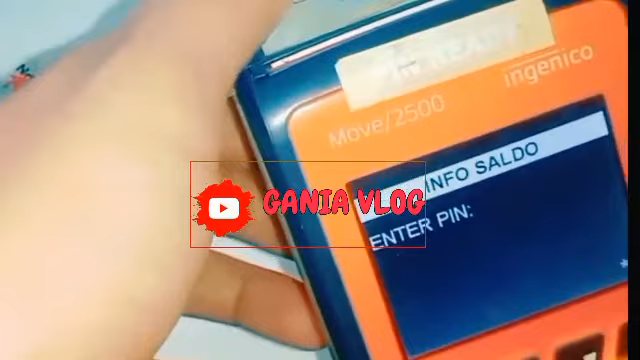 ingenico
Move/2500
INFO SALDO
GANIA VLOG
ENTER PIN:
*